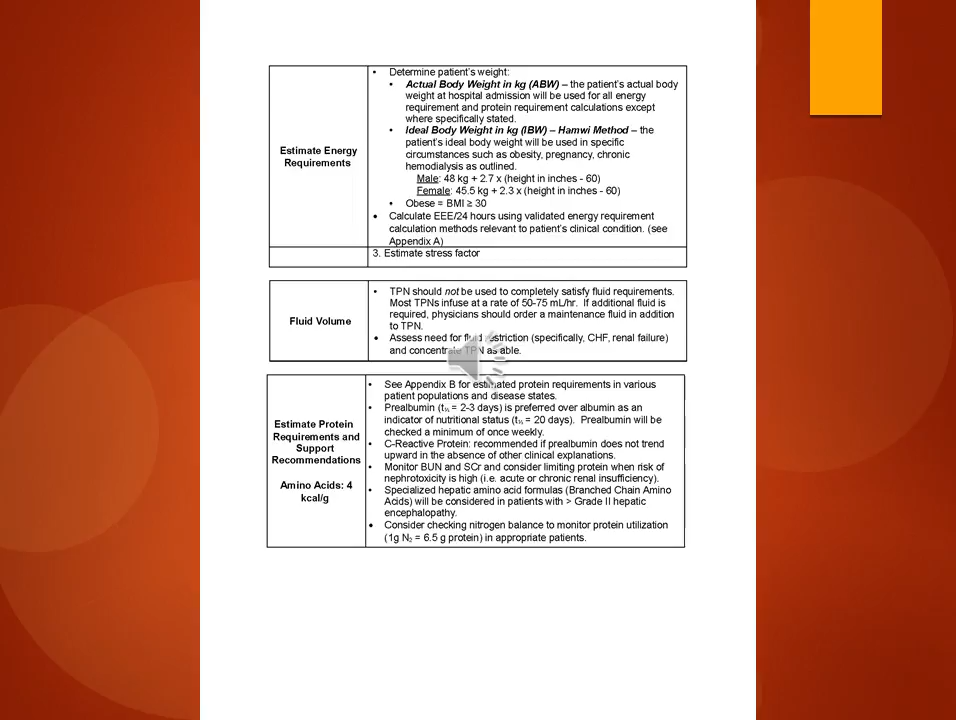 • Determine patient's weight:
• Actual Body Weight in kg (ABW) – the patient's actual body
weight at hospital admission will be used for all energy
requirement and protein requirement calculations except
where specifically stated.
• Ideal Body Weight in kg (IBW) – Hamwi Method – the
patient's ideal body weight will be used in specific
circumstances such as obesity, pregnancy, chronic
hemodialysis as outlined.
Male: 48 kg + 2.7 x (height in inches - 60)
Female: 45.5 kg + 2.3 x (height in inches - 60)
• Obese = BMI ≥ 30
• Calculate EEE/24 hours using validated energy requirement
calculation methods relevant to patient's clinical condition. (see
Appendix A)
Estimate Energy
Requirements
3. Estimate stress factor
Fluid Volume
• TPN should not be used to completely satisfy fluid requirements.
Most TPNs infuse at a rate of 50-75 mL/hr. If additional fluid is
required, physicians should order a maintenance fluid in addition
to TPN.
• Assess need for fluid restriction (specifically, CHF, renal failure)
and concentrate TPN as able.
Estimate Protein
Requirements and
Support
Recommendations
Amino Acids: 4
kcal/g
• See Appendix B for estimated protein requirements in various
patient populations and disease states.
• Prealbumin (t½ = 2-3 days) is preferred over albumin as an
indicator of nutritional status (t½ = 20 days). Prealbumin will be
checked a minimum of once weekly.
• C-Reactive Protein: recommended if prealbumin does not trend
upward in the absence of other clinical explanations.
• Monitor BUN and SCr and consider limiting protein when risk of
nephrotoxicity is high (i.e. acute or chronic renal insufficiency).
• Specialized hepatic amino acid formulas (Branched Chain Amino
Acids) will be considered in patients with > Grade II hepatic
encephalopathy.
• Consider checking nitrogen balance to monitor protein utilization
(1g N₂ = 6.5 g protein) in appropriate patients.